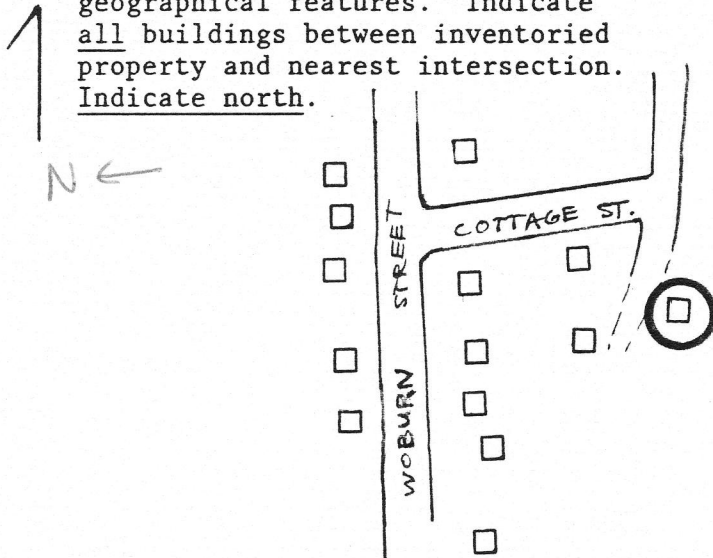 geographical features. Indicate
all buildings between inventoried
property and nearest intersection.
Indicate north.
N
COTTAGE ST.
WOBURN STREET